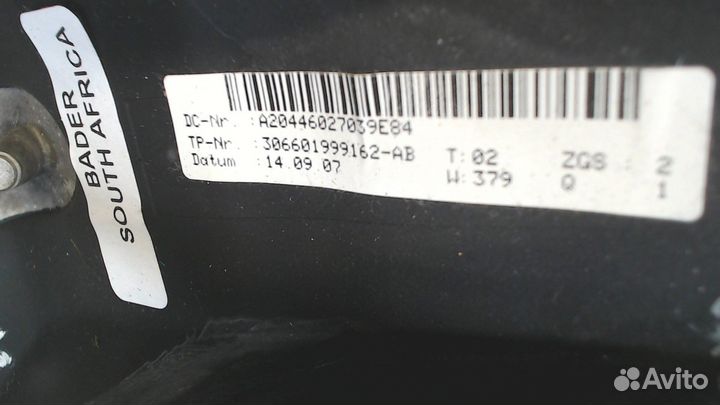 BADER
SOUTH AFRICA
DC-Nr. :A20446027039E84
TP-Nr. :306601999162-AB T:02 ZGS : 2
Datum :14.09.07 W:379 Q 1
Avito